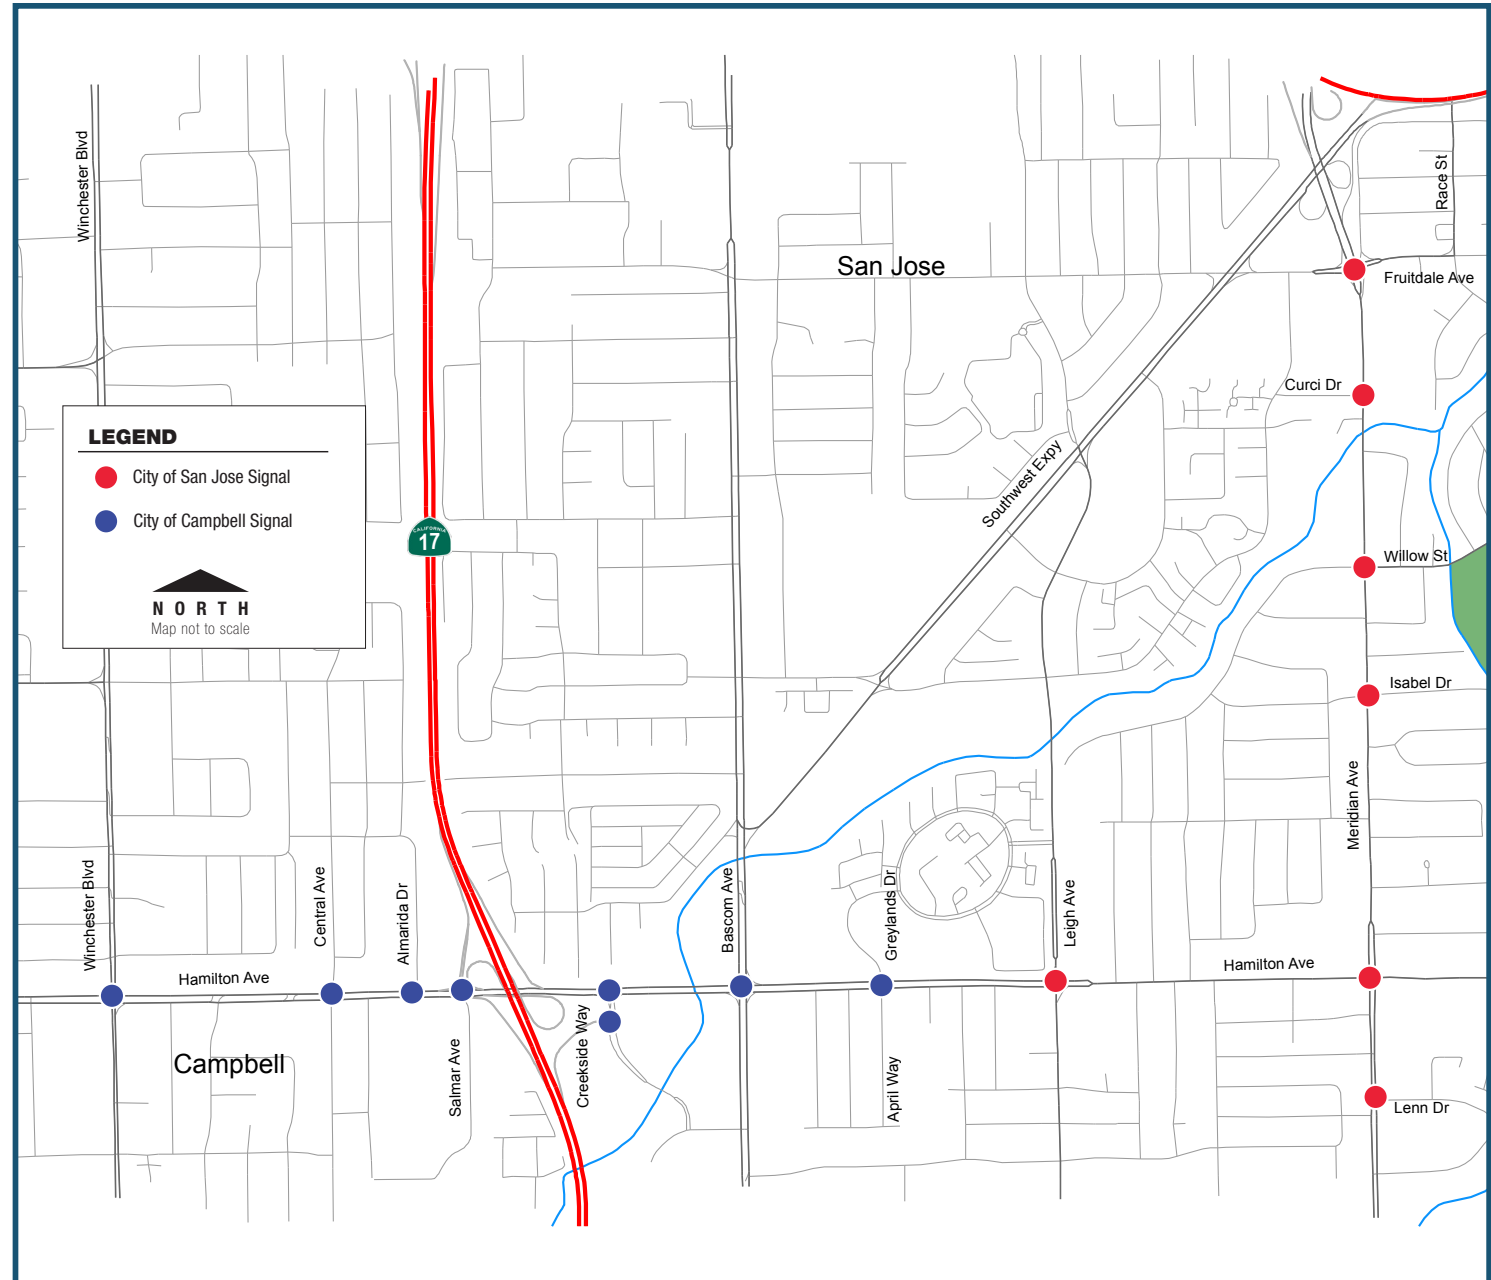 Winchester Blvd
Race St
San Jose
Fruitdale Ave
Curci Dr
LEGEND
City of San Jose Signal
City of Campbell Signal
NORTH
Map not to scale
CALIFORNIA
17
Southwest Expy
Willow St
Isabel Dr
Meridian Ave
Winchester Blvd
Central Ave
Almarida Dr
Bascom Ave
Greylands Dr
Leigh Ave
Hamilton Ave
Hamilton Ave
Campbell
Salmar Ave
Creekside Way
April Way
Lenn Dr